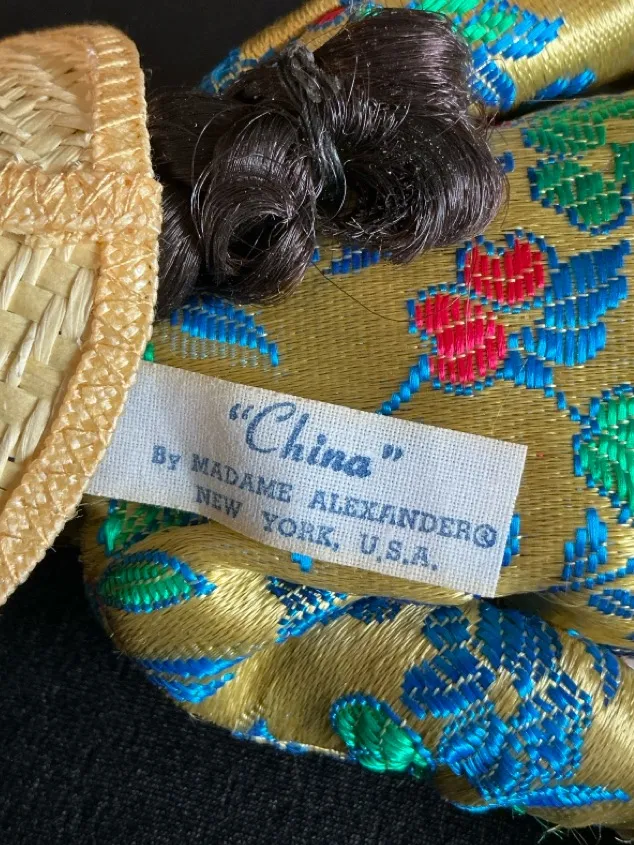 “China”
By MADAME ALEXANDER®
NEW YORK, U.S.A.